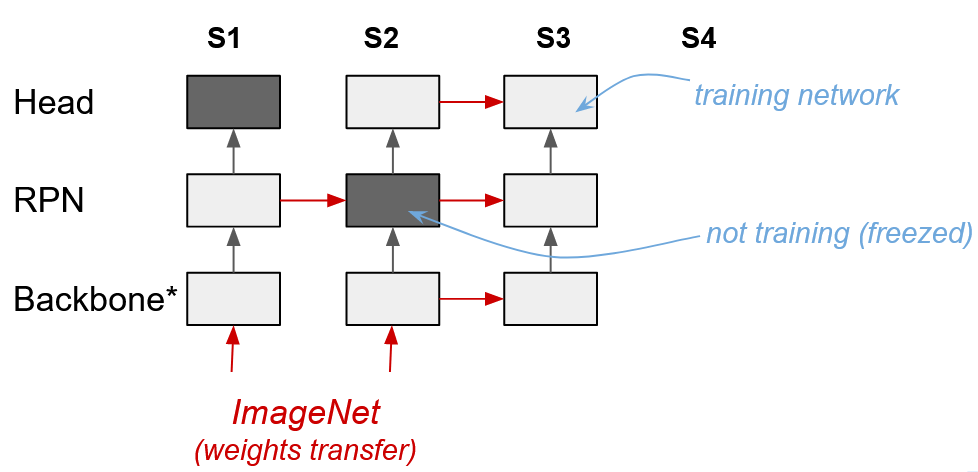 S1 S2 S3 S4
Head
training network
RPN
not training (freezed)
Backbone*
ImageNet
(weights transfer)